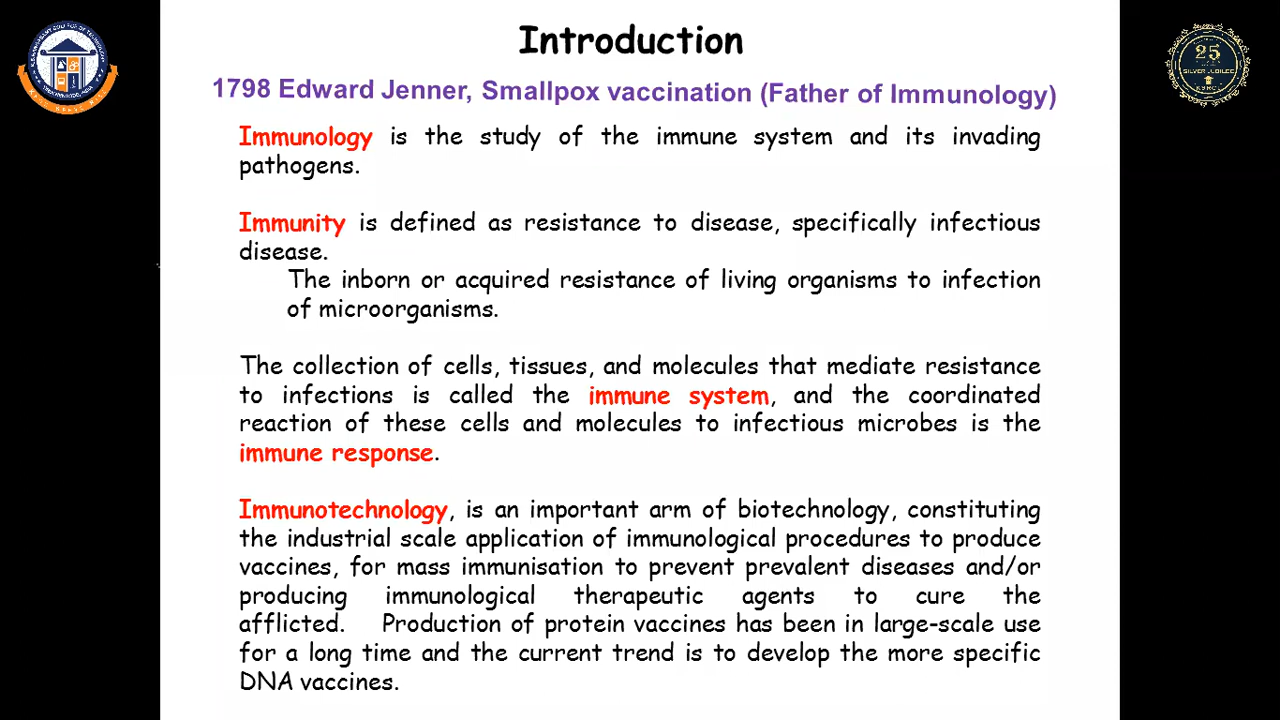 Introduction
1798 Edward Jenner, Smallpox vaccination (Father of Immunology)
Immunology is the study of the immune system and its invading
pathogens.
Immunity is defined as resistance to disease, specifically infectious
disease.
The inborn or acquired resistance of living organisms to infection
of microorganisms.
The collection of cells, tissues, and molecules that mediate resistance
to infections is called the immune system, and the coordinated
reaction of these cells and molecules to infectious microbes is the
immune response.
Immunotechnology, is an important arm of biotechnology, constituting
the industrial scale application of immunological procedures to produce
vaccines, for mass immunisation to prevent prevalent diseases and/or
producing immunological therapeutic agents to cure the
afflicted. Production of protein vaccines has been in large-scale use
for a long time and the current trend is to develop the more specific
DNA vaccines.
25
SILVER JUBILEE